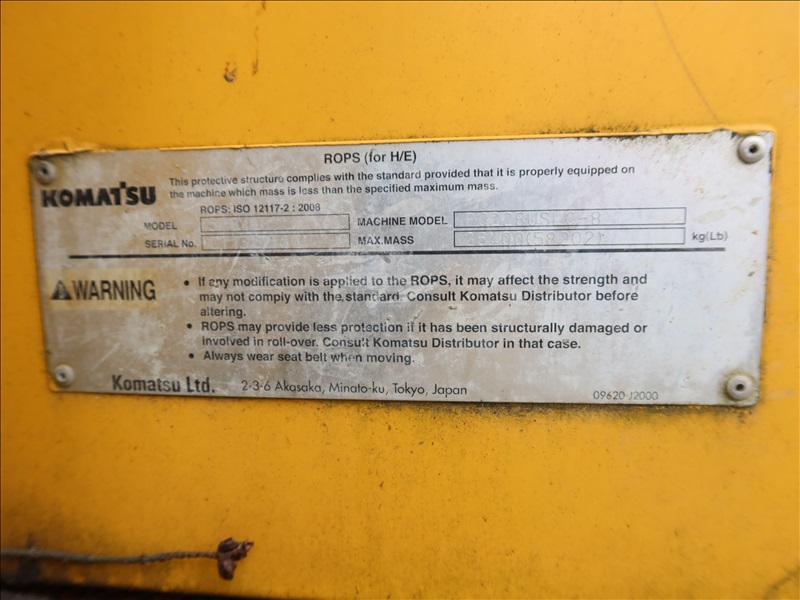 ROPS (for H/E)
KOMATSU
This protective structure complies with the standard provided that it is properly equipped on
the machine which mass is less than the specified maximum mass.
ROPS: ISO 12117-2 : 2008
MODEL
MACHINE MODEL
SERIAL No.
MAX.MASS
kg(Lb)
WARNING
• If any modification is applied to the ROPS, it may affect the strength and
may not comply with the standard. Consult Komatsu Distributor before
altering.
• ROPS may provide less protection if it has been structurally damaged or
involved in roll-over. Consult Komatsu Distributor in that case.
• Always wear seat belt when moving.
Komatsu Ltd. 2-3-6 Akasaka, Minato-ku, Tokyo, Japan
09620-J2000